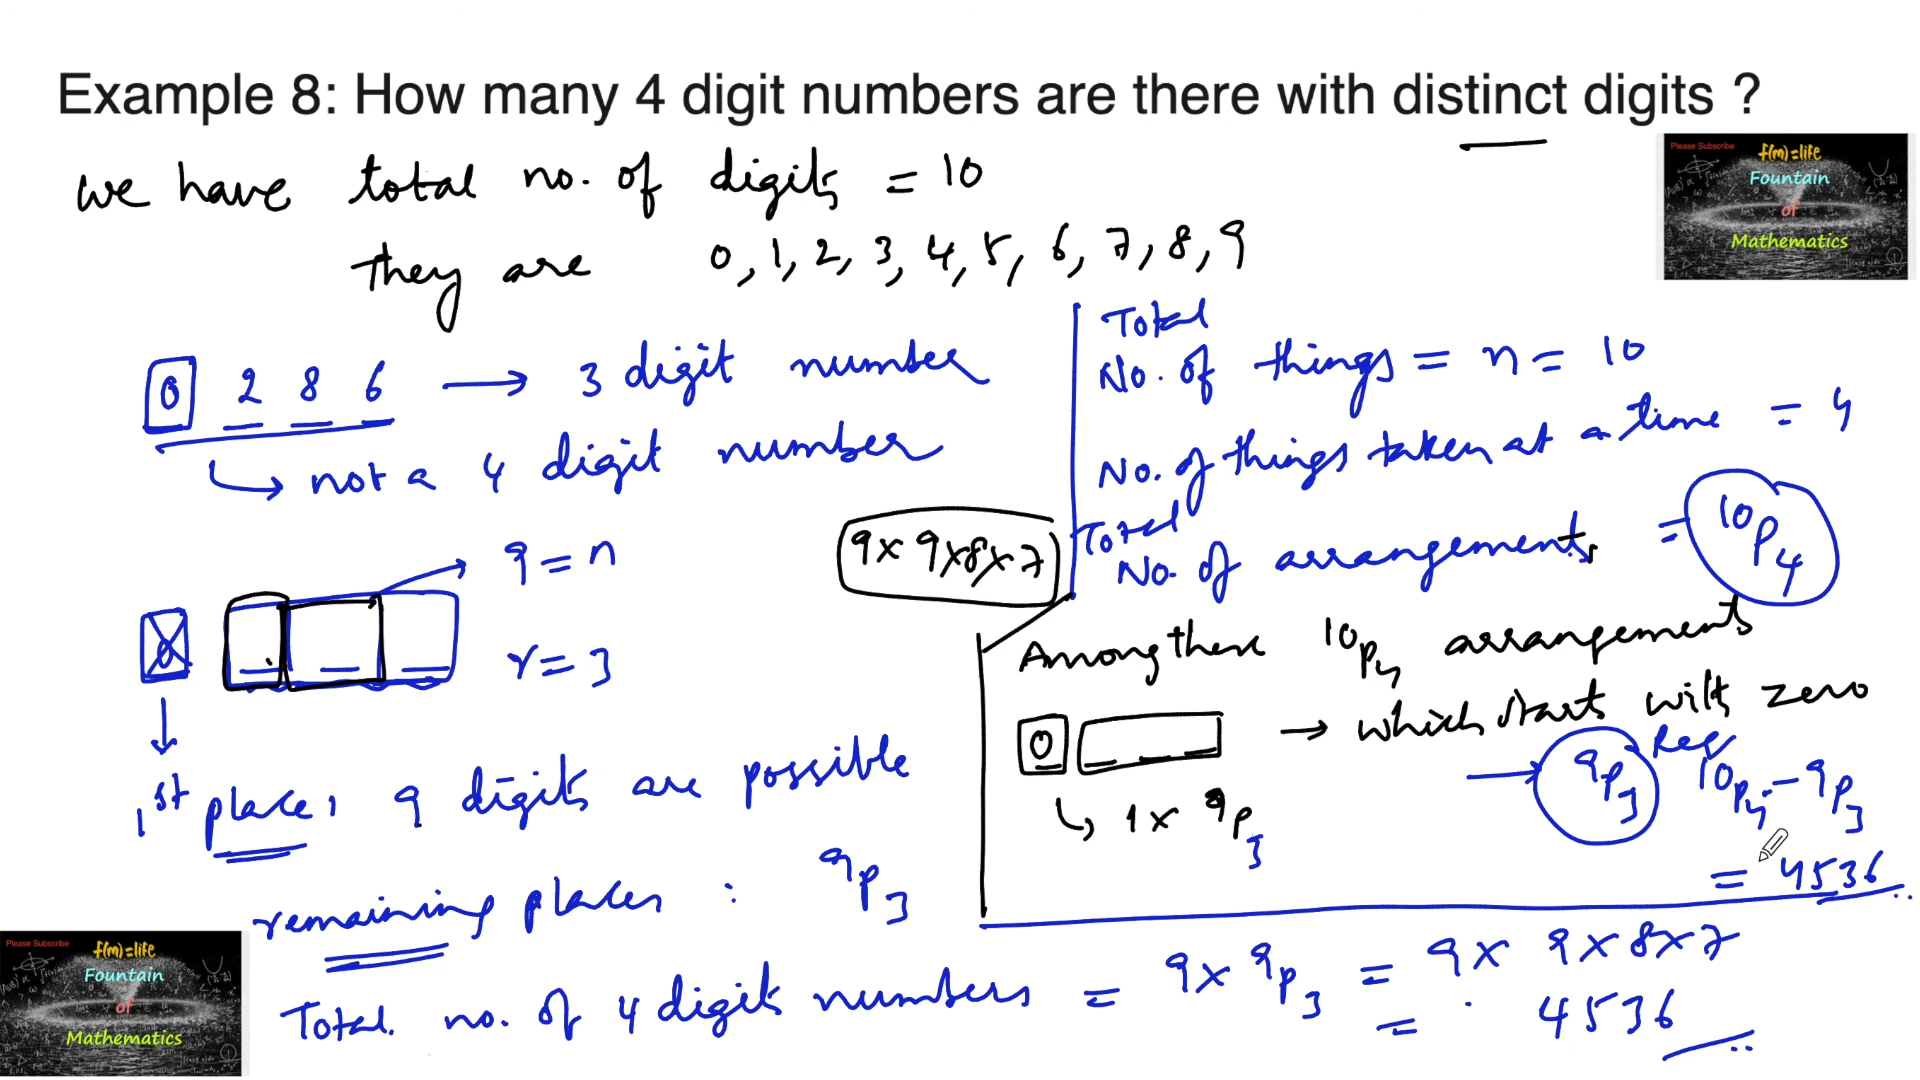 Example 8: How many 4 digit numbers are there with distinct digits ?
we have total no. of digits = 10
They are 0, 1, 2, 3, 4, 5, 6, 7, 8, 9
Please Subscribe
f(m)=life
Fountain
of
Mathematics
0 2 8 6 → 3 digit number
↳ not a 4 digit number
9 = n
r = 3
0
9 x 9 x 8 x 7
1st place: 9 digits are possible
remaining places : 9P3
Total
No. of things = n = 10
No. of things taken at a time = 4
Total
No. of arrangements = 10P4
Among these 10P4 arrangements
0 → which starts with zero
↳ 1 x 9P3
→ 9P3
Req
10P4 - 9P3
= 4536
Total no. of 4 digit numbers = 9 x 9P3 = 9 x 9 x 8 x 7
= 4536
Please Subscribe
f(m)=life
Fountain
of
Mathematics